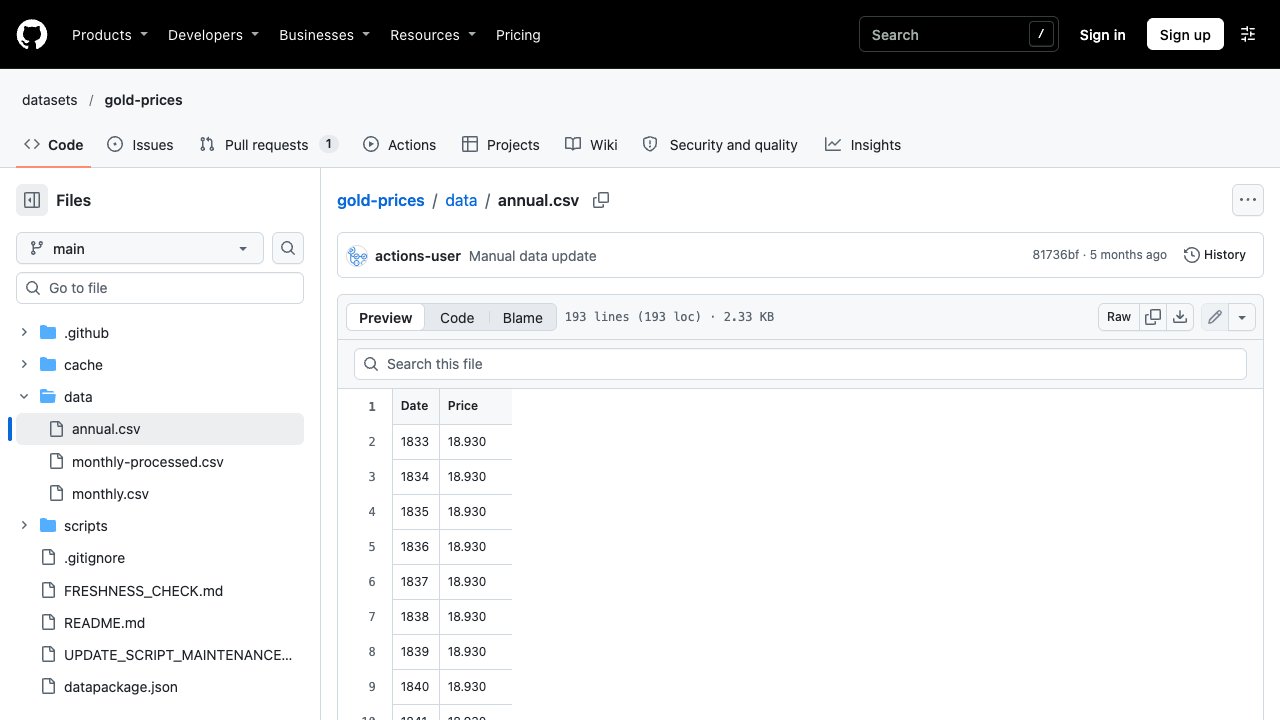 Products Developers Businesses Resources Pricing Search / Sign in Sign up
datasets / gold-prices
Code Issues Pull requests 1 Actions Projects Wiki Security and quality Insights
Files
main
Go to file
.github
cache
data
annual.csv
monthly-processed.csv
monthly.csv
scripts
.gitignore
FRESHNESS_CHECK.md
README.md
UPDATE_SCRIPT_MAINTENANCE...
datapackage.json
gold-prices / data / annual.csv
actions-user Manual data update 81736bf · 5 months ago History
Preview Code Blame 193 lines (193 loc) · 2.33 KB Raw
Search this file
1 Date Price
2 1833 18.930
3 1834 18.930
4 1835 18.930
5 1836 18.930
6 1837 18.930
7 1838 18.930
8 1839 18.930
9 1840 18.930
10 1841 18.930